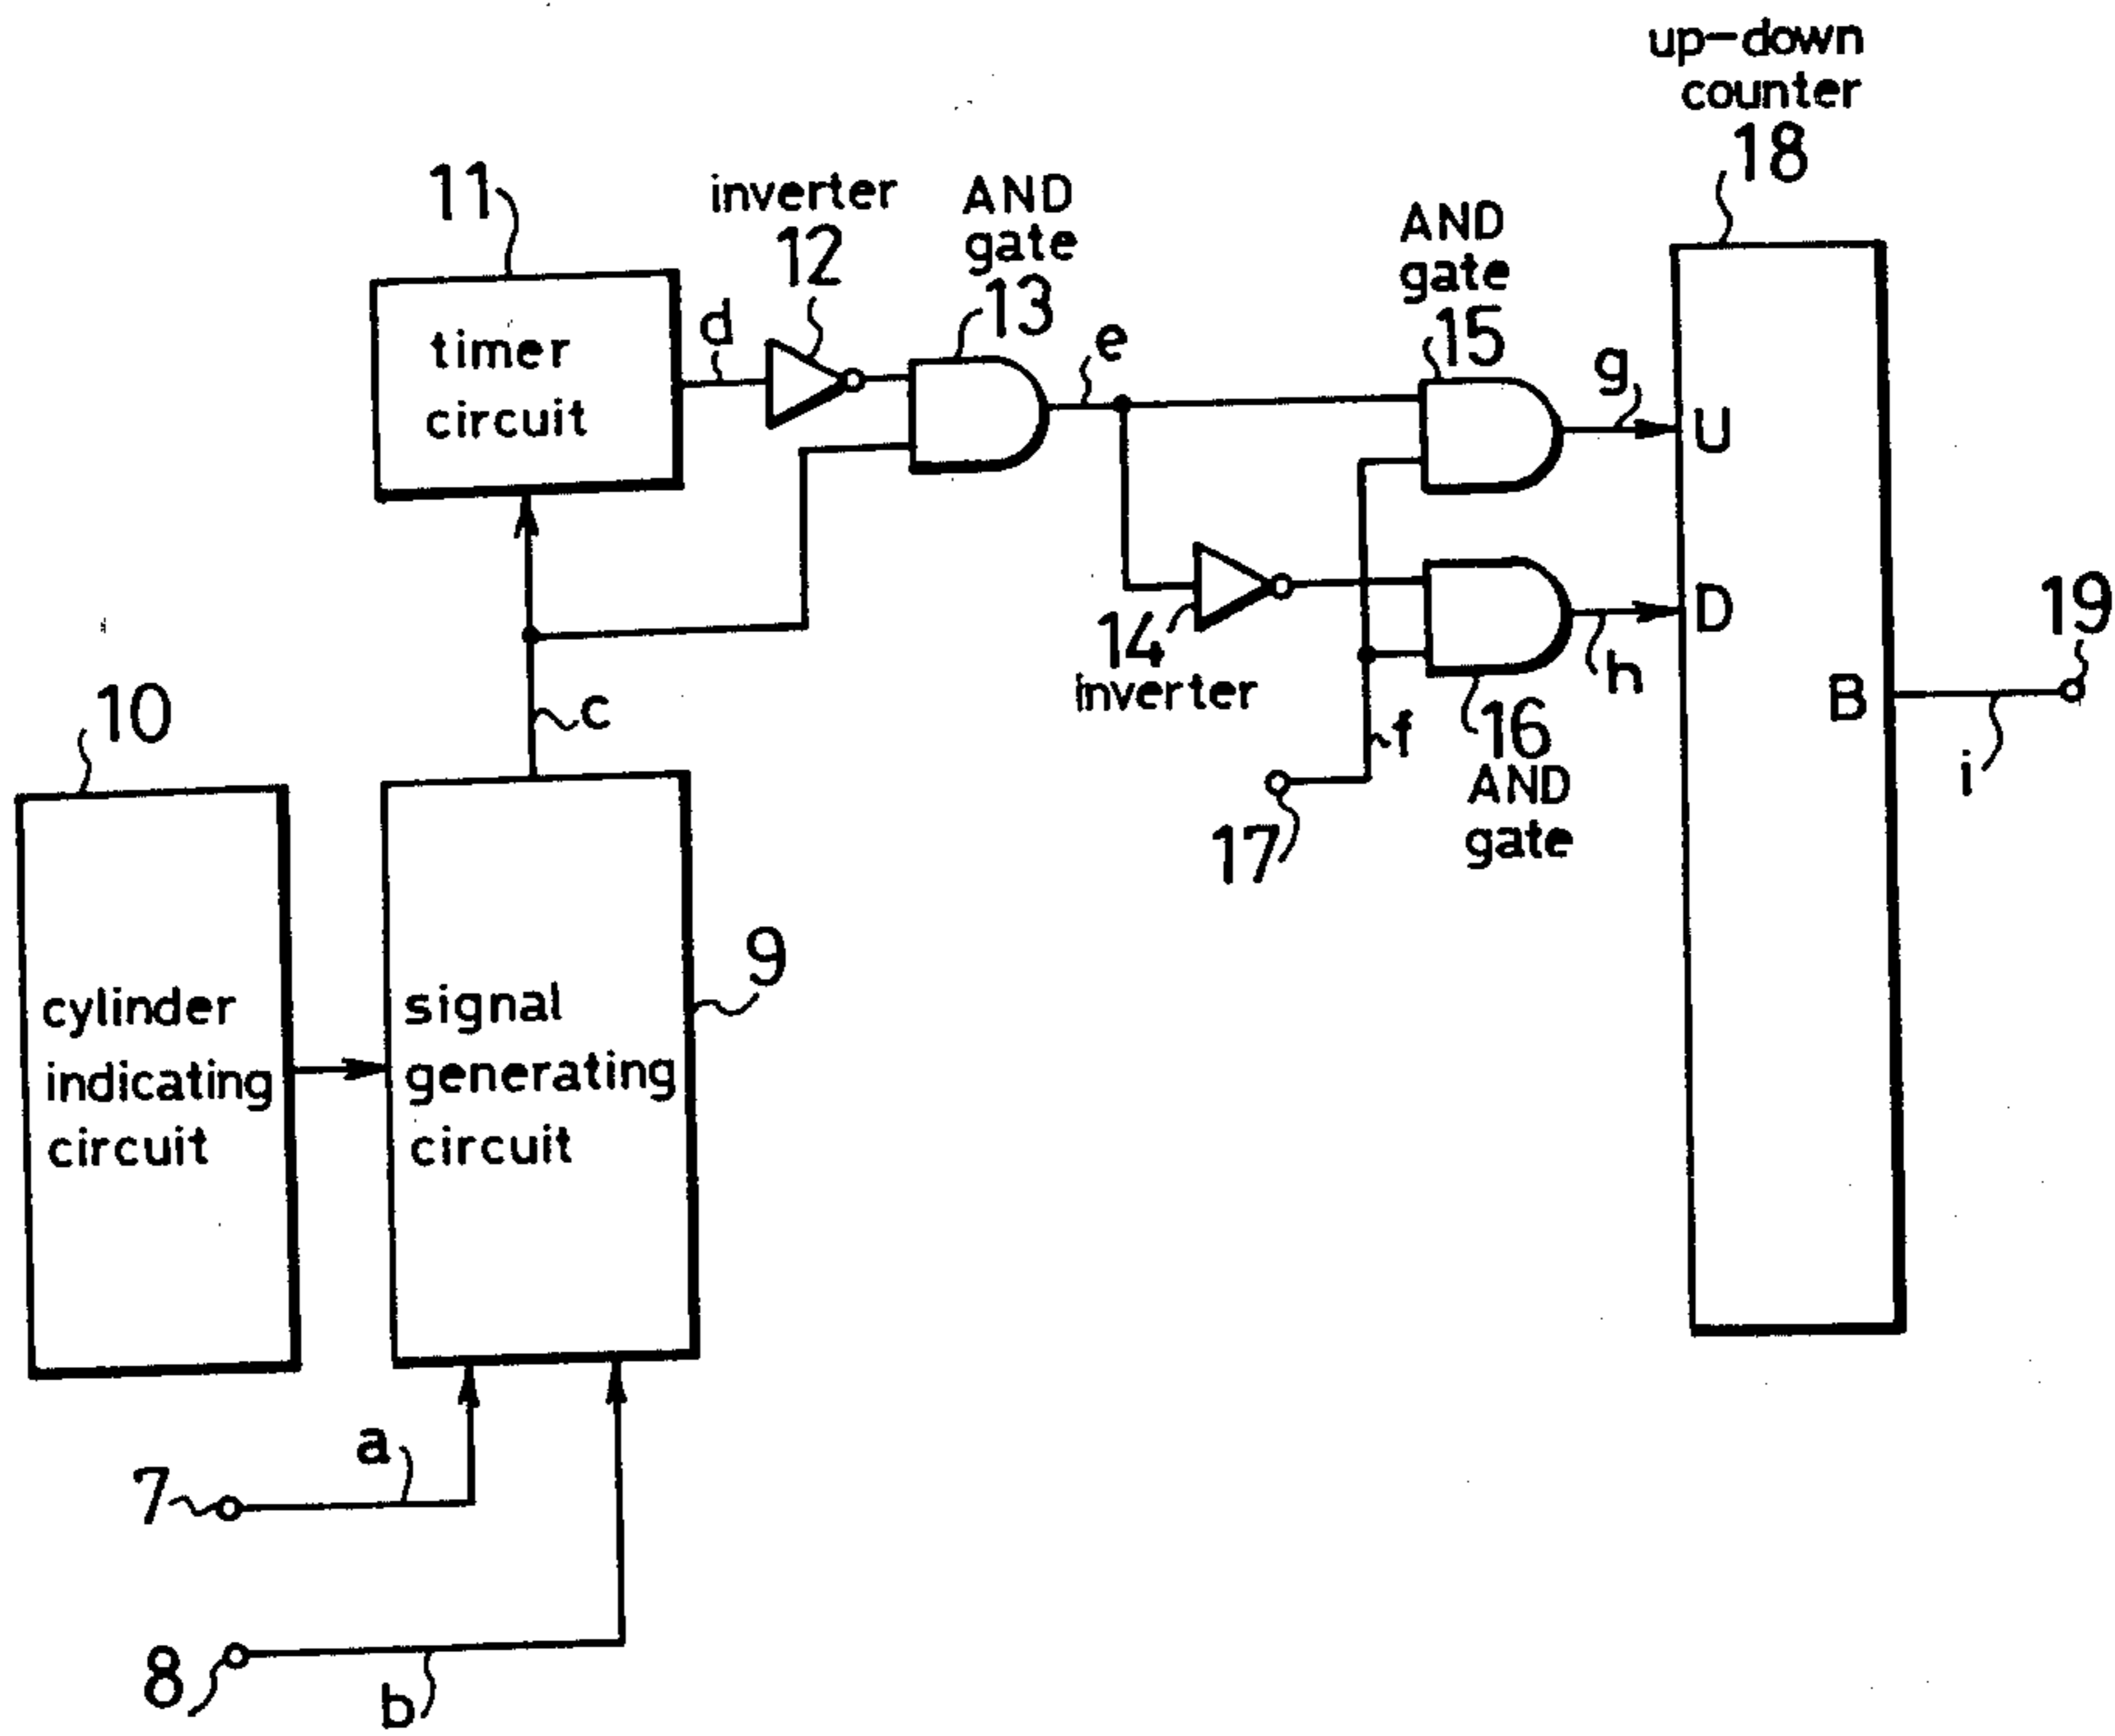 up-down
counter
18
11
inverter
12
AND
gate
13
AND
gate
15
timer
circuit
d
e
g
U
14
inverter
D
h
19
B
i
10
c
f
16
AND
gate
17
cylinder
indicating
circuit
signal
generating
circuit
9
a
7
8
b